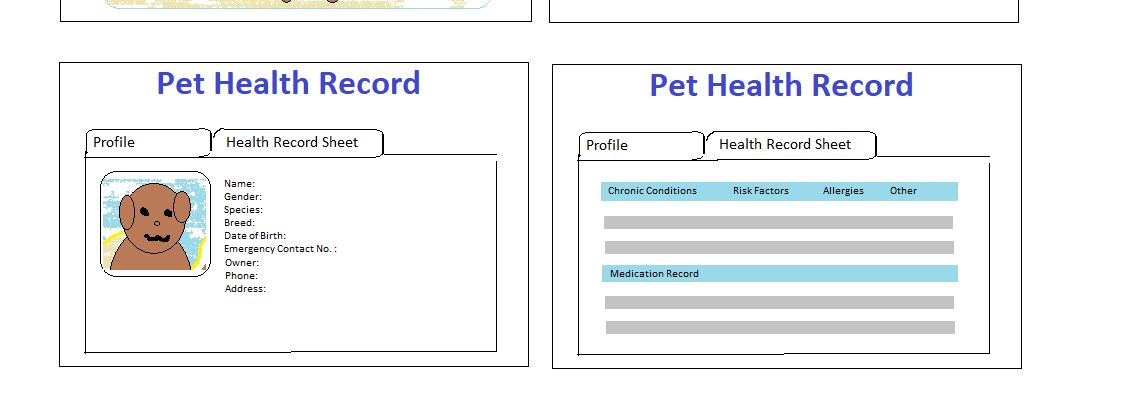 Pet Health Record
Profile
Health Record Sheet
Name:
Gender:
Species:
Breed:
Date of Birth:
Emergency Contact No. :
Owner:
Phone:
Address:
Pet Health Record
Profile
Health Record Sheet
Chronic Conditions Risk Factors Allergies Other
Medication Record